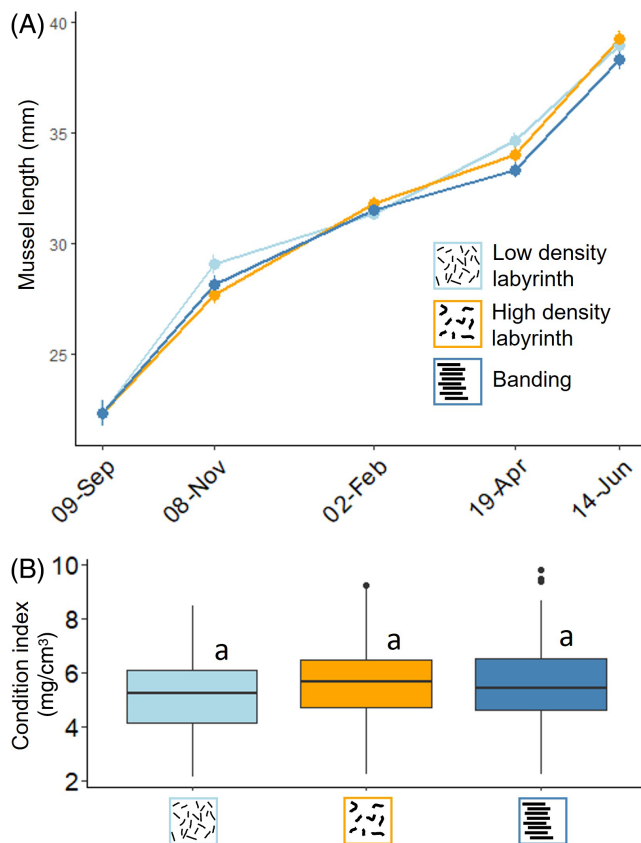 (A)
40
35
30
25
Mussel length (mm)
Low density
labyrinth
High density
labyrinth
Banding
09-Sep
08-Nov
02-Feb
19-Apr
14-Jun
(B)
10
8
6
4
2
Condition index
(mg/cm³)
a
a
a